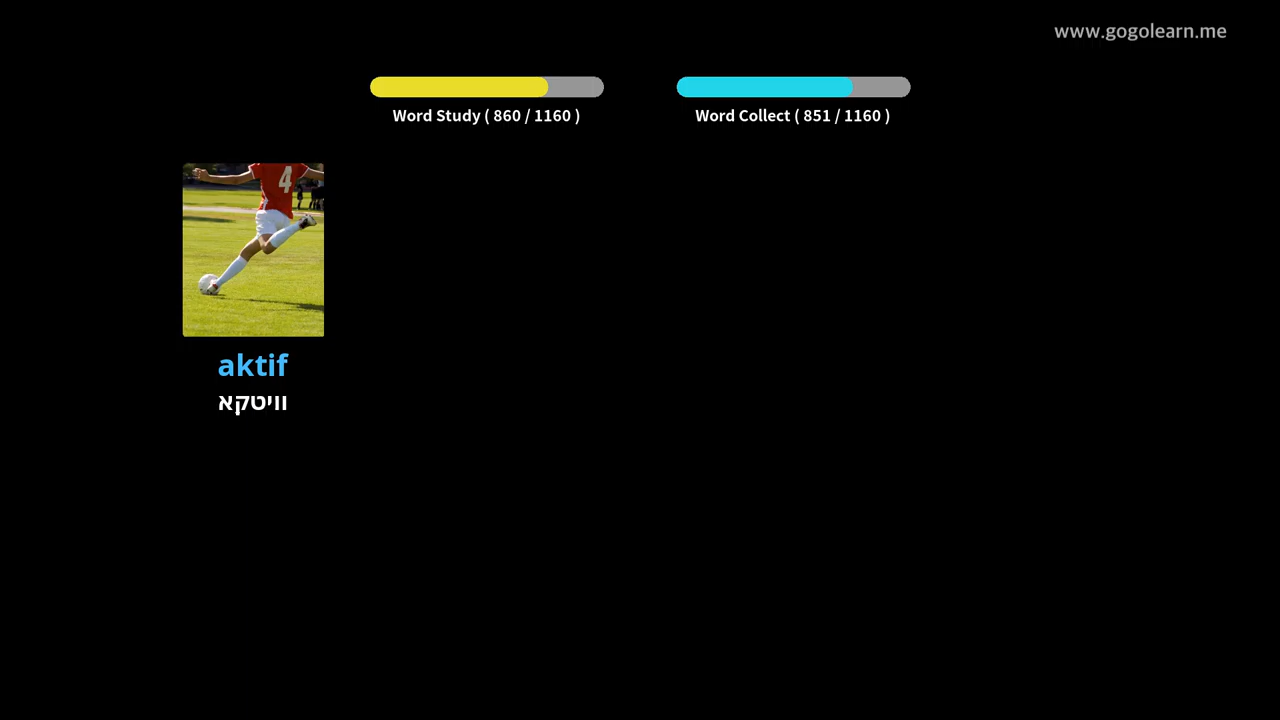 www.gogolearn.me
Word Study ( 860 / 1160 )
Word Collect ( 851 / 1160 )
4
aktif
וויטקא